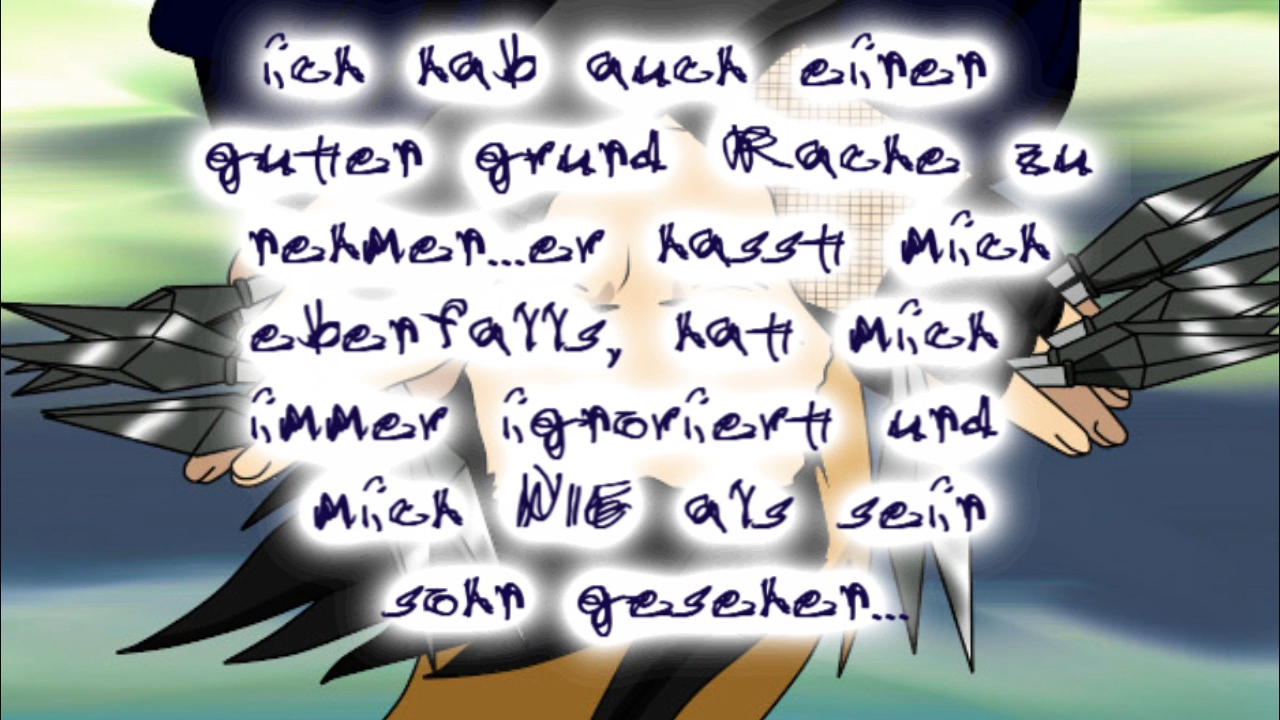 ich hab auch einen
guten grund Rache zu
nehmen...er hasst mich
ebenfalls, hat mich
immer ignoriert und
mich NIE als sein
sohn gesehen...